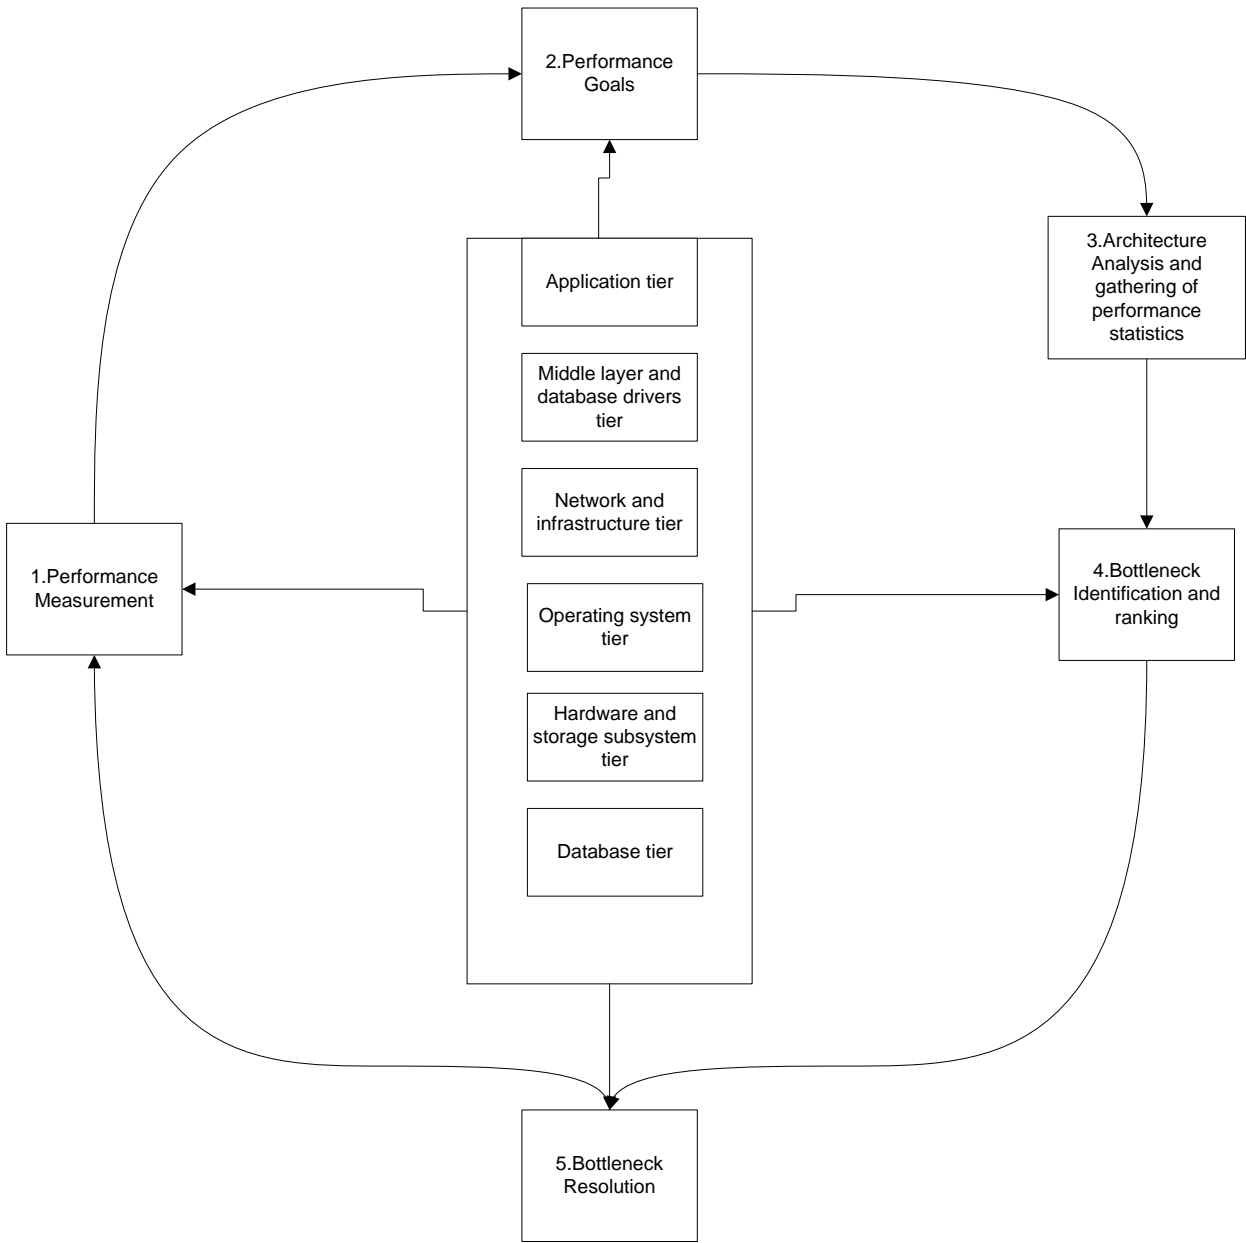 2.Performance
Goals
3.Architecture
Analysis and
gathering of
performance
statistics
Application tier
Middle layer and
database drivers
tier
Network and
infrastructure tier
1.Performance
Measurement
4.Bottleneck
Identification and
ranking
Operating system
tier
Hardware and
storage subsystem
tier
Database tier
5.Bottleneck
Resolution